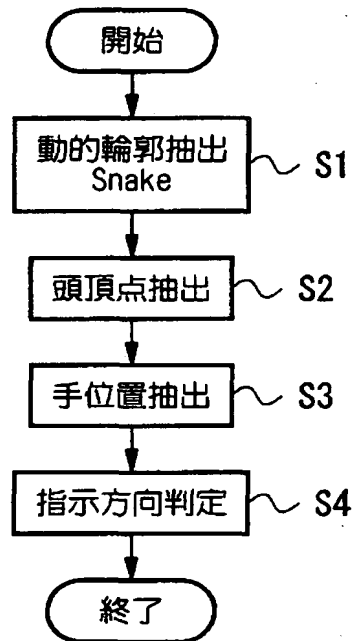 開始
動的輪郭抽出
Snake
S1
頭頂点抽出
S2
手位置抽出
S3
指示方向判定
S4
終了